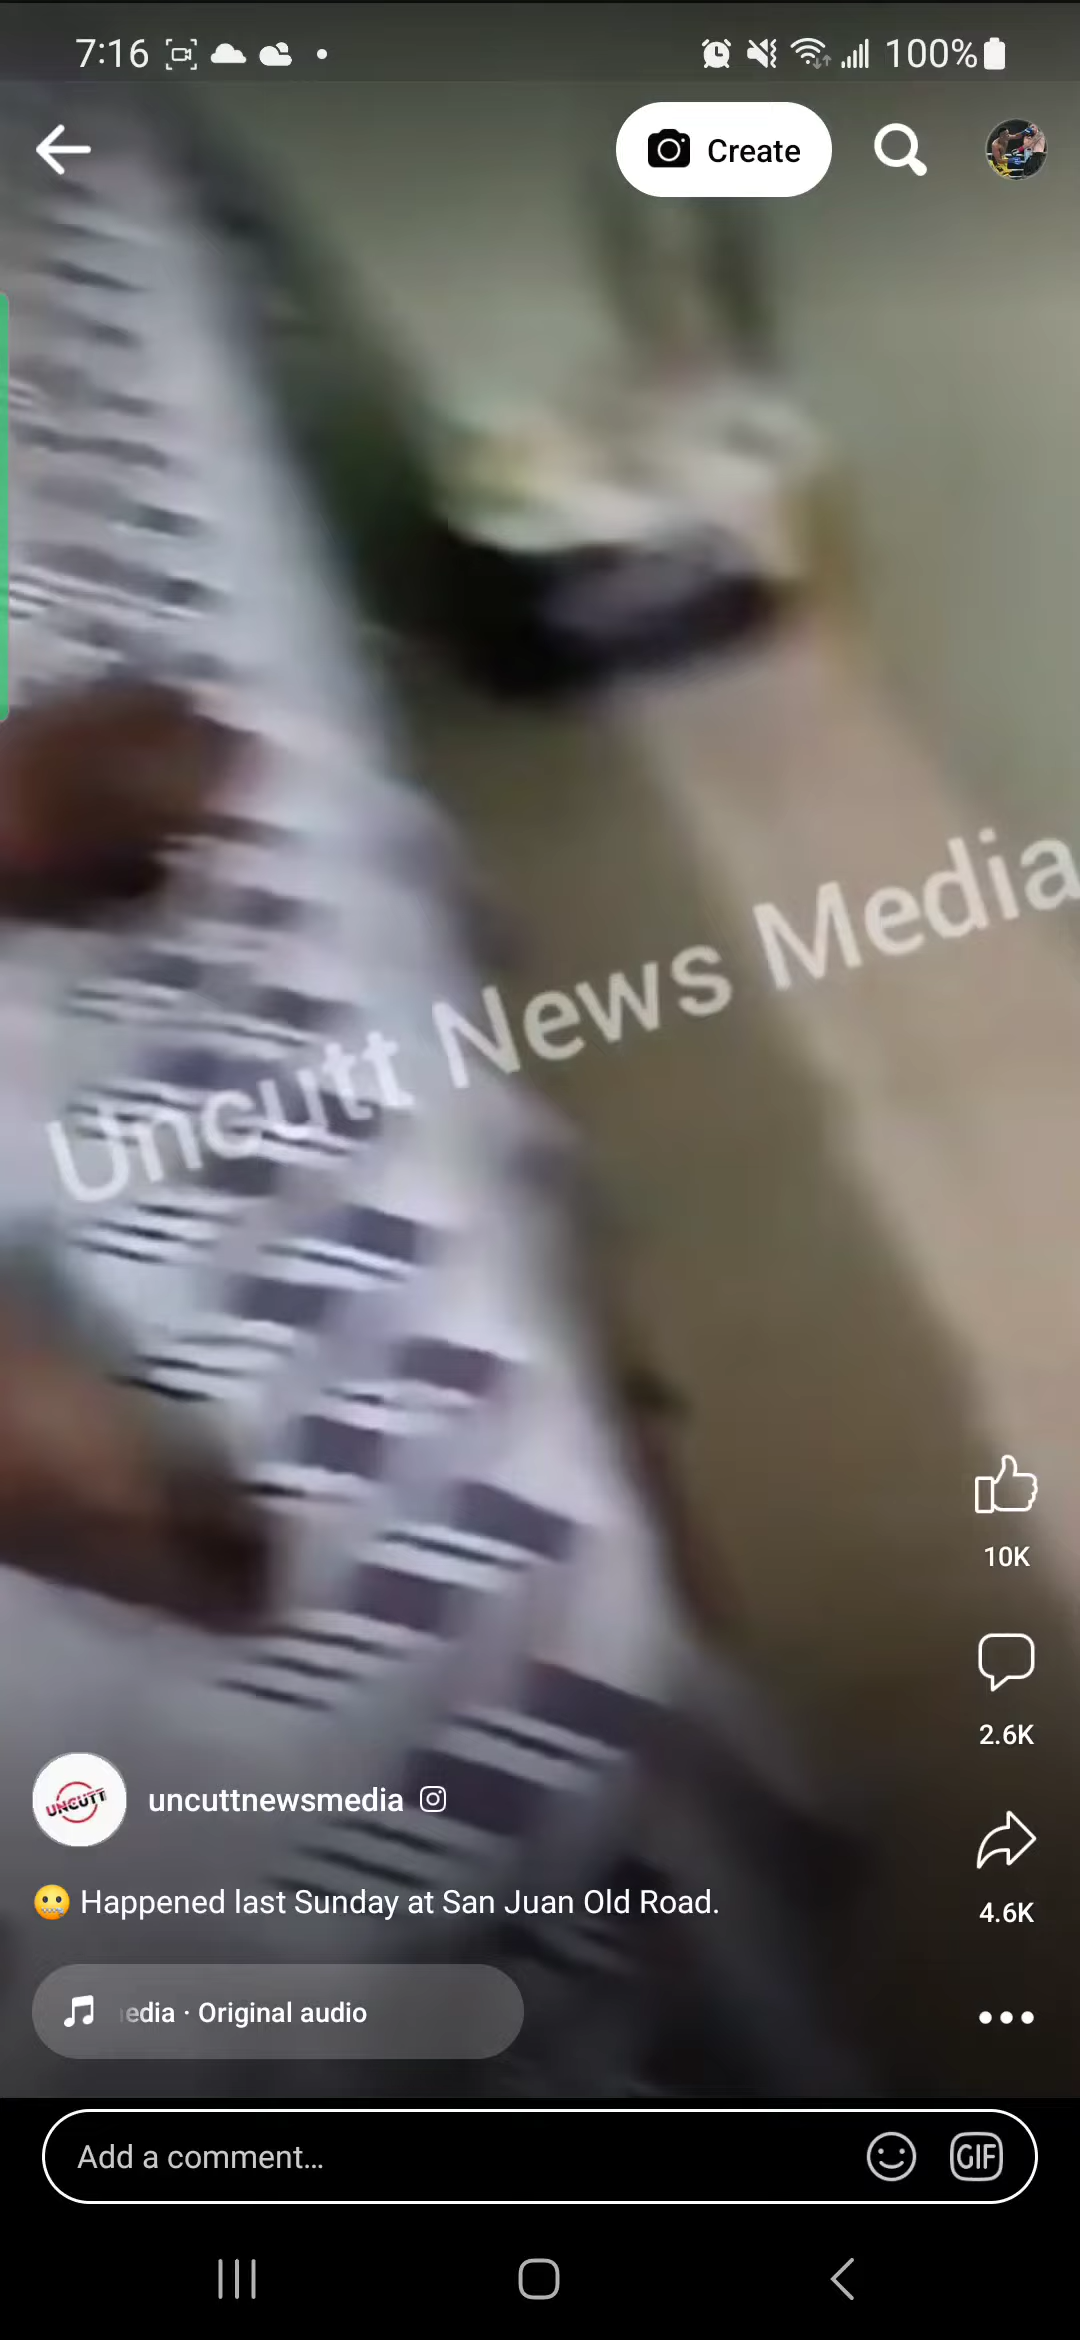 7:16
100%
Create
Uncutt News Media
UNCUTT
uncuttnewsmedia
🤐 Happened last Sunday at San Juan Old Road.
edia · Original audio
10K
2.6K
4.6K
Add a comment...
GIF